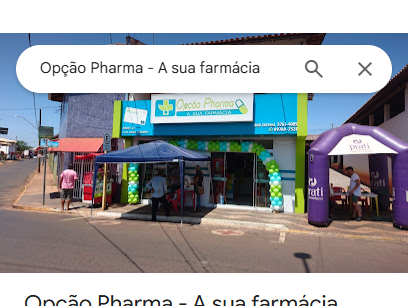 Opção Pharma - A sua farmácia
Opção Pharma
A SUA FARMÁCIA
prati
prati
Opção Pharma - A sua farmácia